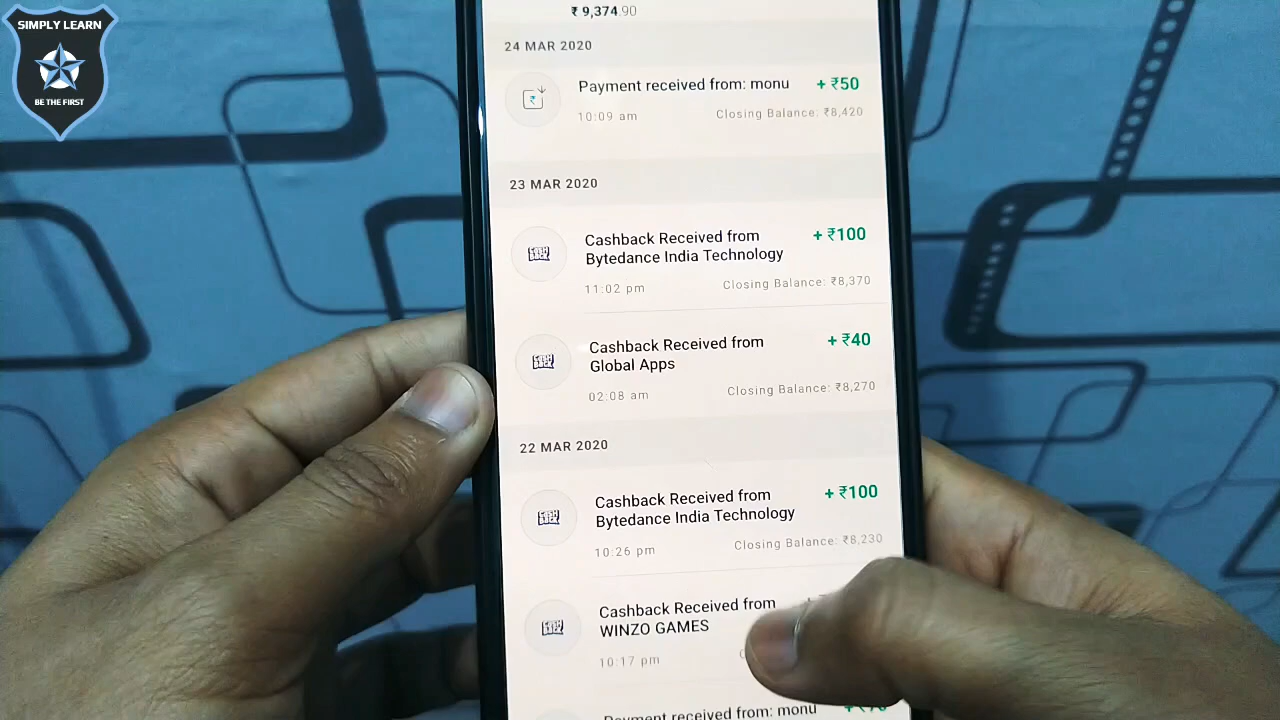 SIMPLY LEARN
BE THE FIRST
₹ 9,374.90
24 MAR 2020
Payment received from: monu + ₹50
10:09 am Closing Balance: ₹8,420
23 MAR 2020
Cashback Received from + ₹100
Bytedance India Technology
11:02 pm Closing Balance: ₹8,370
Cashback Received from + ₹40
Global Apps
02:08 am Closing Balance: ₹8,270
22 MAR 2020
Cashback Received from + ₹100
Bytedance India Technology
10:26 pm Closing Balance: ₹8,230
Cashback Received from
WINZO GAMES
10:17 pm
Payment received from: monu